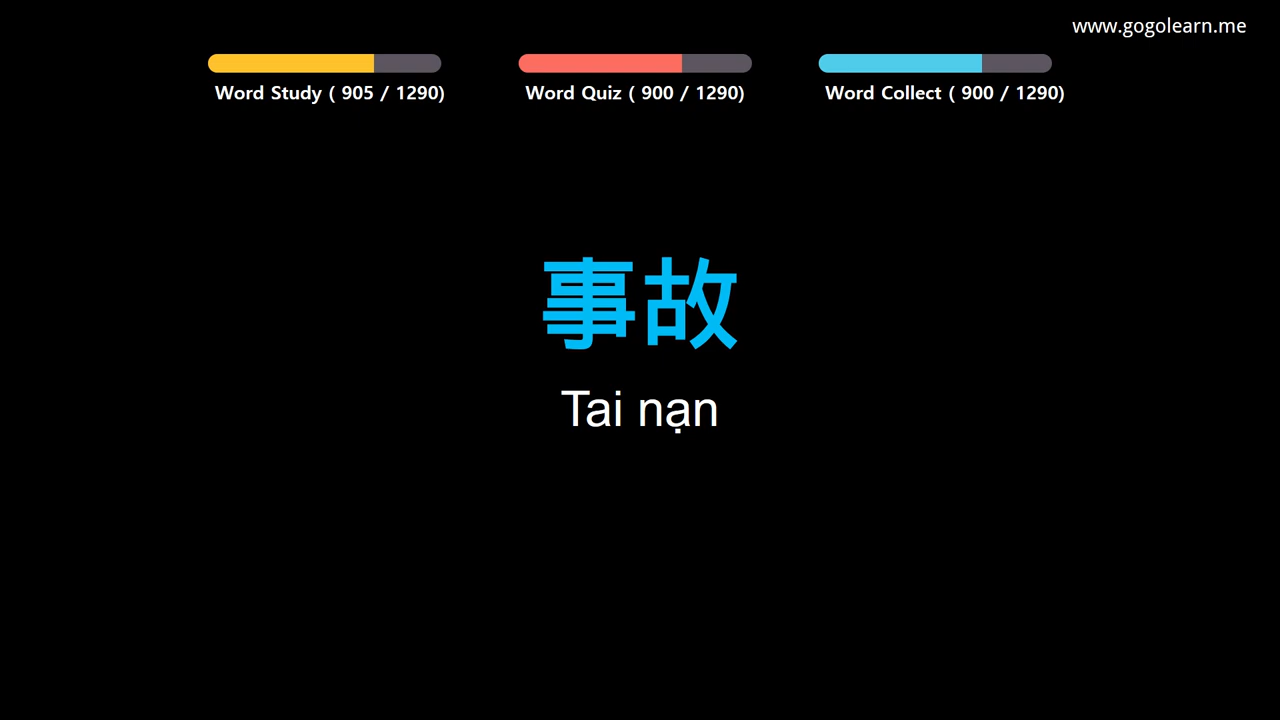 www.gogolearn.me
Word Study ( 905 / 1290)
Word Quiz ( 900 / 1290)
Word Collect ( 900 / 1290)
事故
Tai nạn